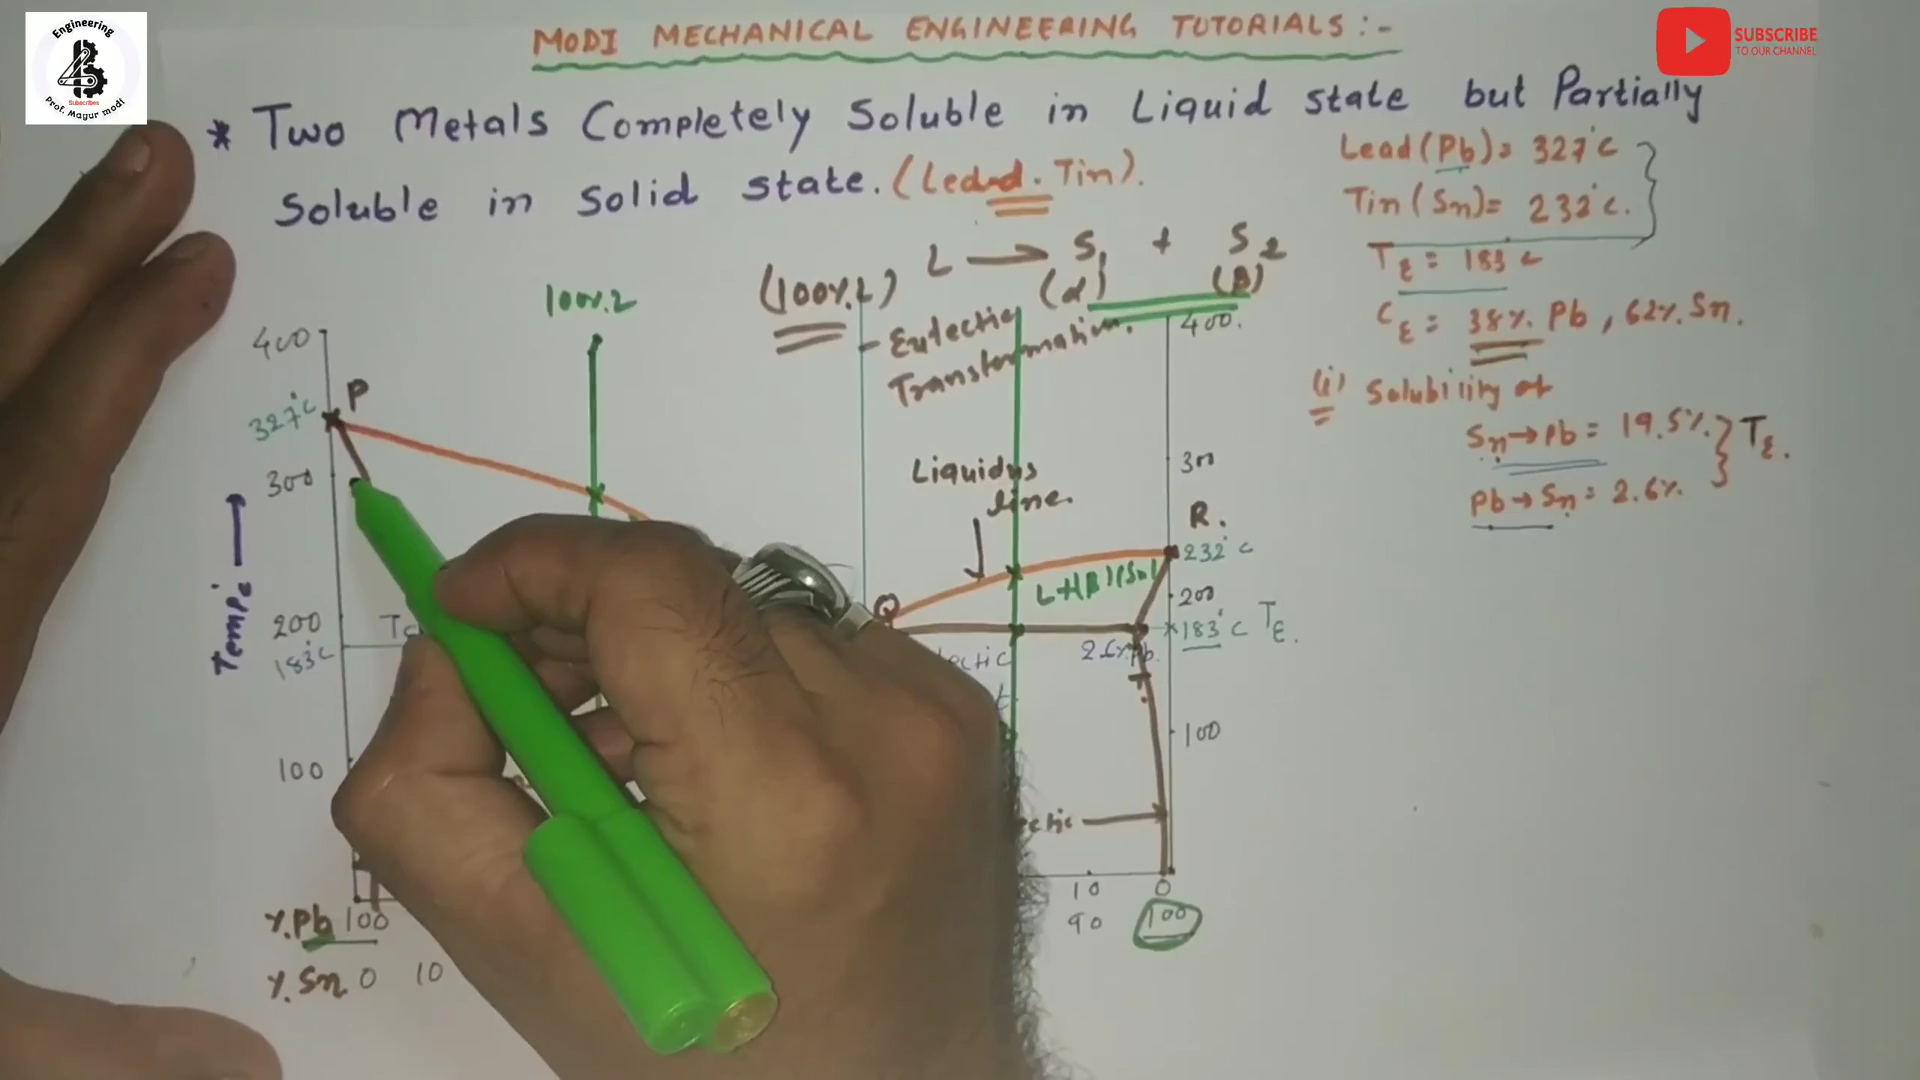 Engineering
Subscribes
Prof. Mayur modi
SUBSCRIBE
TO OUR CHANNEL
MODI MECHANICAL ENGINEERING TUTORIALS :-
* Two Metals Completely Soluble in Liquid state but Partially
Soluble in Solid state. (Lead. Tin).
Lead (Pb) = 327°C
Tin (Sn) = 232°C.
TE = 183 C
CE = 38%. Pb, 62%. Sn.
(i) Solubility at
Sn→Pb = 19.5%.
Pb→Sn = 2.6%.
TE.
L → S1 + S2
(100%.L) (α) (β)
- Eutectic
Transformation.
100%.L
400
327°C P
300
200
183°C
100
Temp
Liquidus
line.
Q
L+(β)(Sn)
400.
300
R.
232°C
200
183°C TE.
2.6%Pb.
T.
100
10 0
90 100
%.Pb 100
%.Sn 0 10